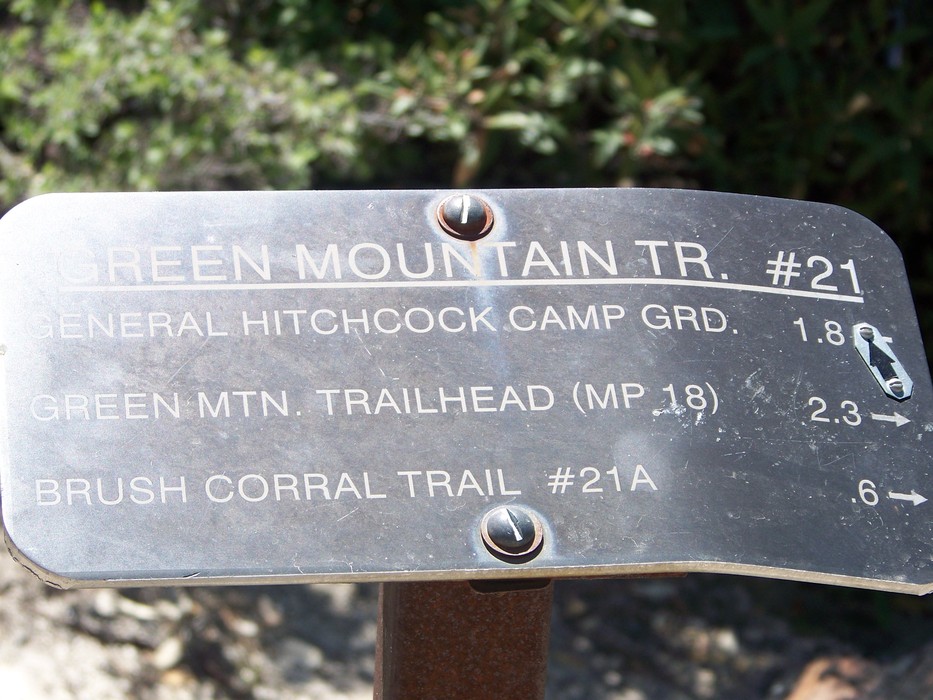 GREEN MOUNTAIN TR. #21
GENERAL HITCHCOCK CAMP GRD. 1.8
GREEN MTN. TRAILHEAD (MP 18) 2.3 →
BRUSH CORRAL TRAIL #21A .6 →